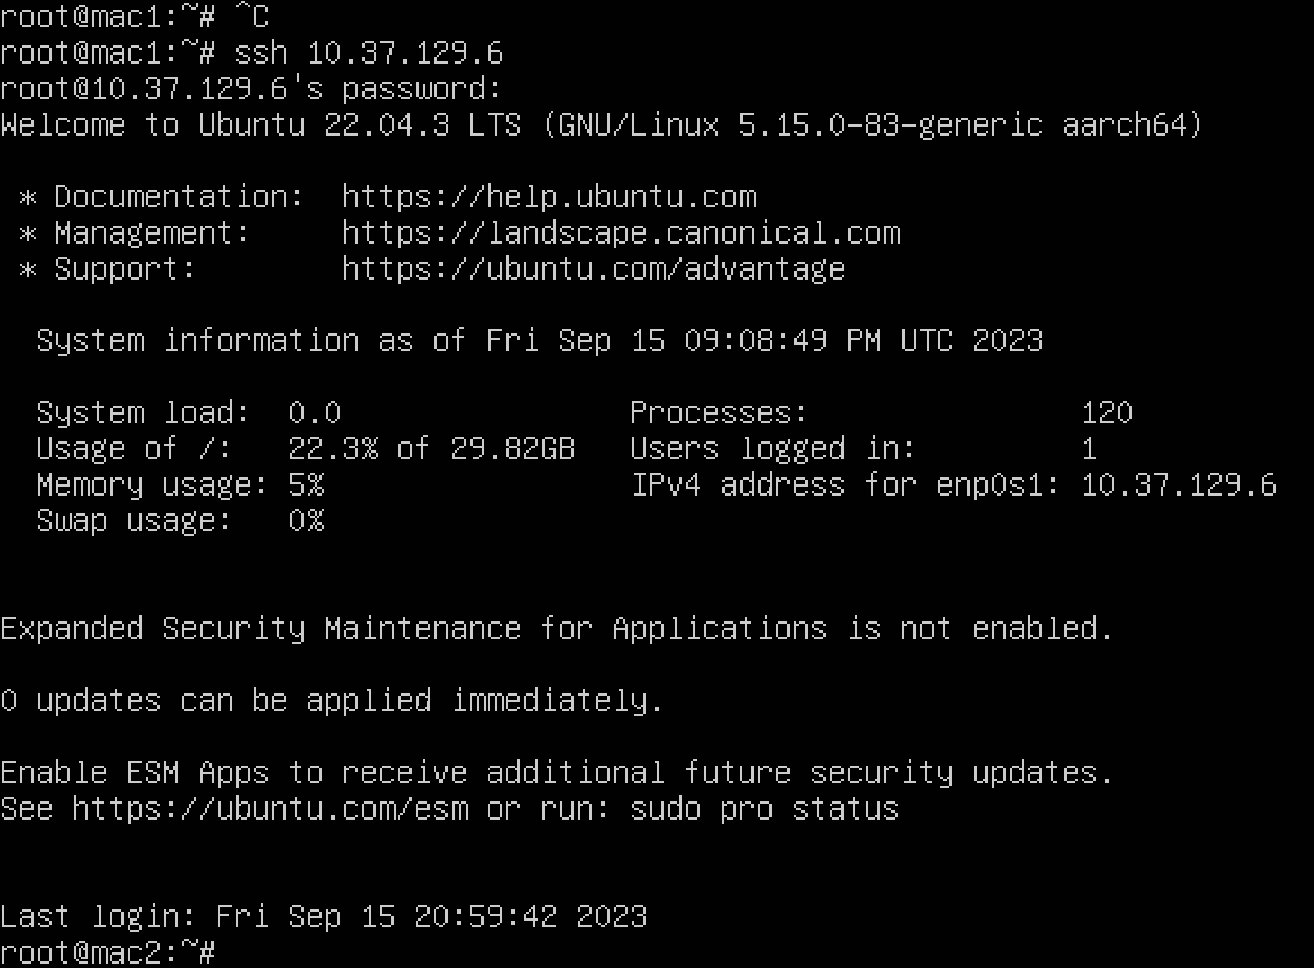 root@mac1:~# ^C
root@mac1:~# ssh 10.37.129.6
root@10.37.129.6's password:
Welcome to Ubuntu 22.04.3 LTS (GNU/Linux 5.15.0-83-generic aarch64)

 * Documentation:  https://help.ubuntu.com
 * Management:     https://landscape.canonical.com
 * Support:        https://ubuntu.com/advantage

  System information as of Fri Sep 15 09:08:49 PM UTC 2023

  System load:  0.0                Processes:               120
  Usage of /:   22.3% of 29.82GB   Users logged in:         1
  Memory usage: 5%                 IPv4 address for enp0s1: 10.37.129.6
  Swap usage:   0%


Expanded Security Maintenance for Applications is not enabled.

0 updates can be applied immediately.

Enable ESM Apps to receive additional future security updates.
See https://ubuntu.com/esm or run: sudo pro status


Last login: Fri Sep 15 20:59:42 2023
root@mac2:~#